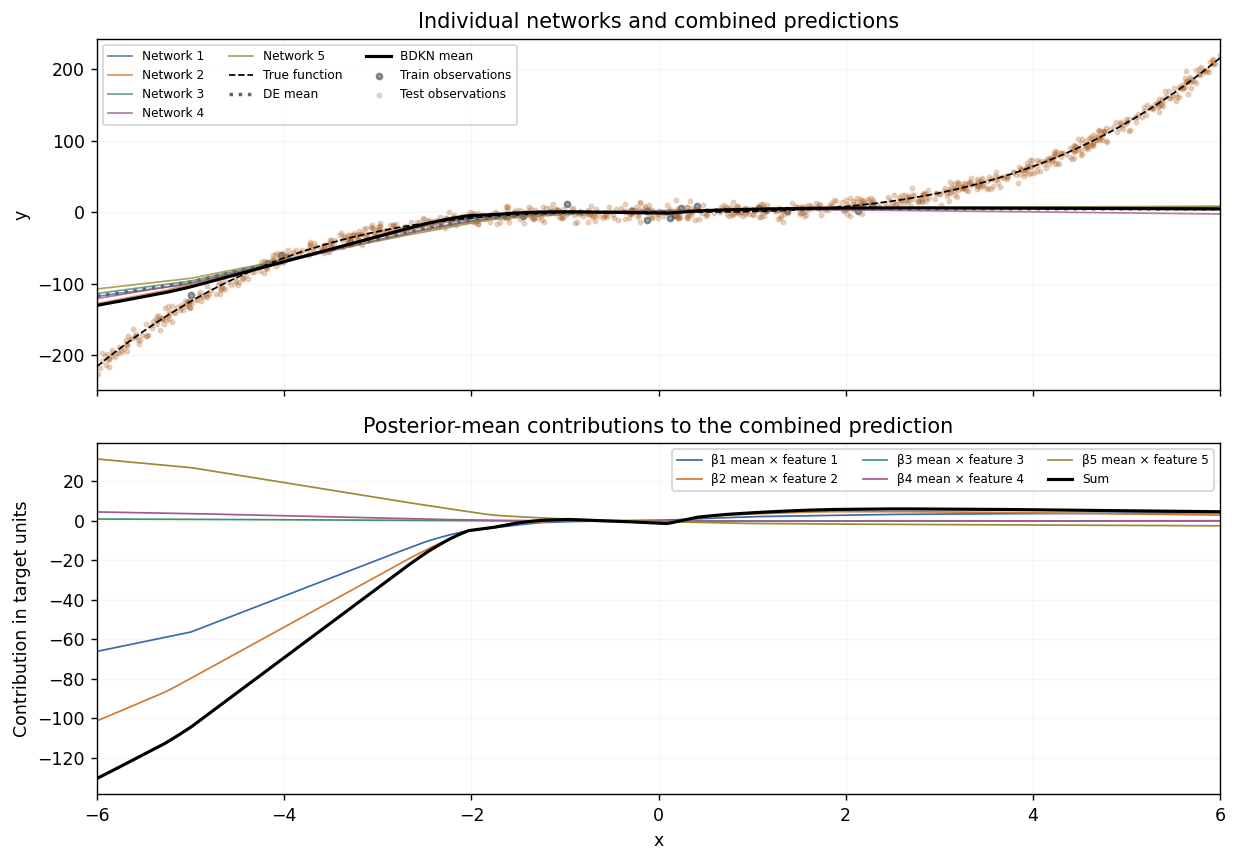 Individual networks and combined predictions
Network 1
Network 2
Network 3
Network 4
Network 5
True function
DE mean
BDKN mean
Train observations
Test observations
200
100
0
−100
−200
y
Posterior-mean contributions to the combined prediction
β1 mean × feature 1
β2 mean × feature 2
β3 mean × feature 3
β4 mean × feature 4
β5 mean × feature 5
Sum
20
0
−20
−40
−60
−80
−100
−120
Contribution in target units
−6 −4 −2 0 2 4 6
x